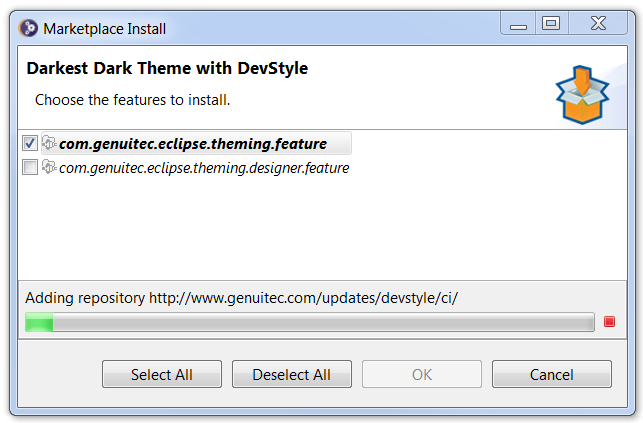 Marketplace Install
Darkest Dark Theme with DevStyle
Choose the features to install.
com.genuitec.eclipse.theming.feature
com.genuitec.eclipse.theming.designer.feature
Adding repository http://www.genuitec.com/updates/devstyle/ci/
Select All Deselect All OK Cancel